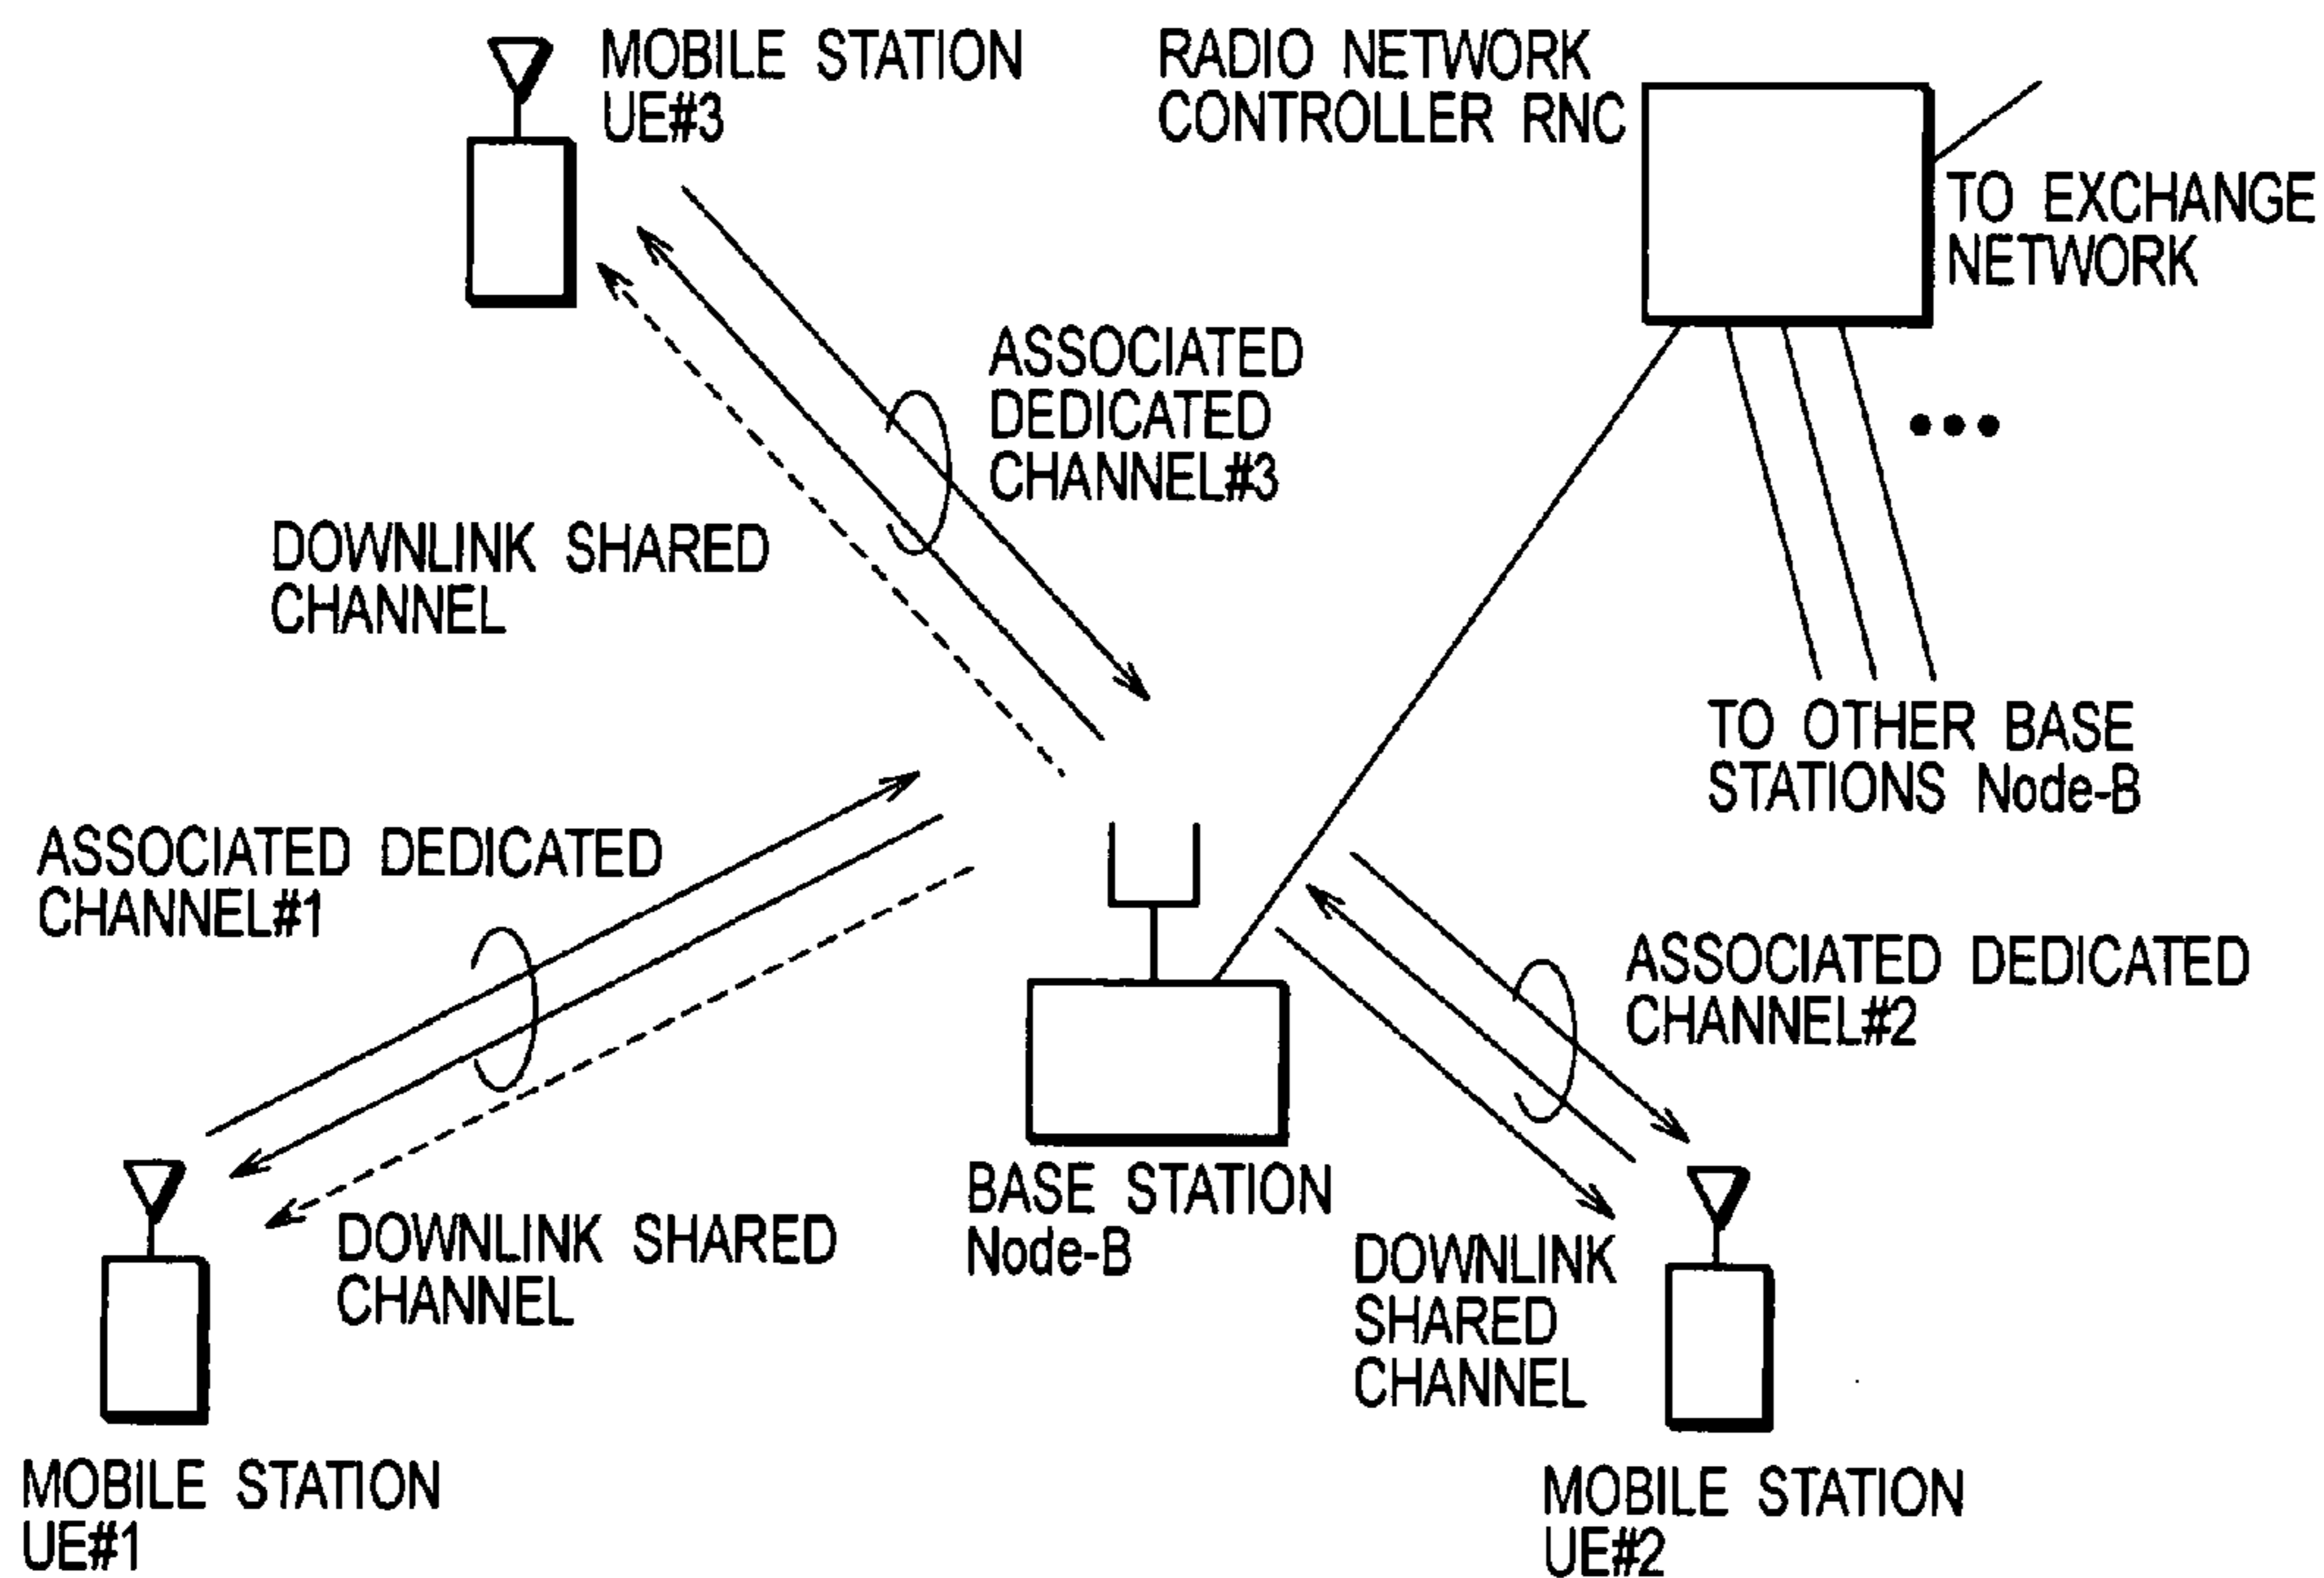 MOBILE STATION
UE#3
RADIO NETWORK
CONTROLLER RNC
TO EXCHANGE
NETWORK
ASSOCIATED
DEDICATED
CHANNEL#3
DOWNLINK SHARED
CHANNEL
TO OTHER BASE
STATIONS Node-B
ASSOCIATED DEDICATED
CHANNEL#1
ASSOCIATED DEDICATED
CHANNEL#2
BASE STATION
Node-B
DOWNLINK SHARED
CHANNEL
DOWNLINK
SHARED
CHANNEL
MOBILE STATION
UE#1
MOBILE STATION
UE#2